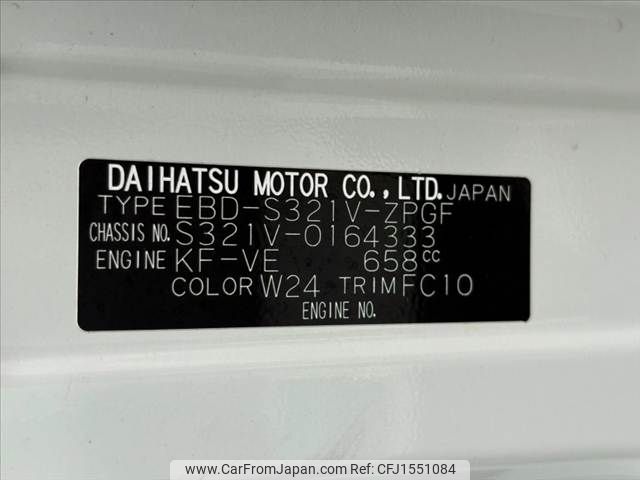 DAIHATSU MOTOR CO.,LTD. JAPAN
TYPE EBD-S321V-ZPGF
CHASSIS NO. S321V-0164333
ENGINE KF-VE 658cc
COLOR W24 TRIM FC10
ENGINE NO.
www.CarFromJapan.com CFJ1551084